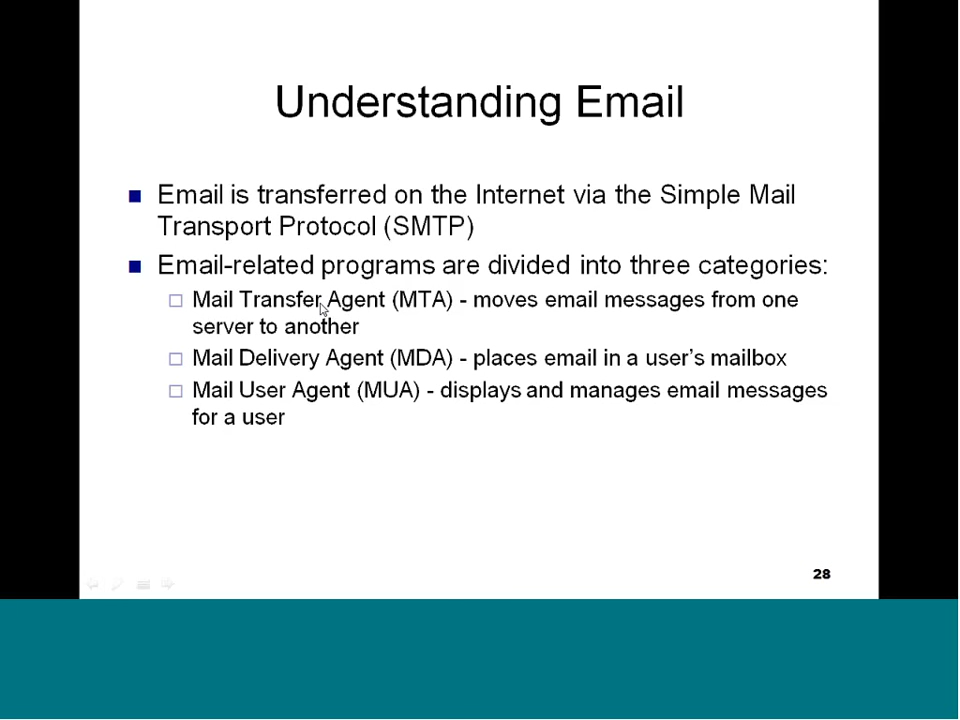 Understanding Email
Email is transferred on the Internet via the Simple Mail
Transport Protocol (SMTP)
Email-related programs are divided into three categories:
Mail Transfer Agent (MTA) - moves email messages from one
server to another
Mail Delivery Agent (MDA) - places email in a user's mailbox
Mail User Agent (MUA) - displays and manages email messages
for a user
28